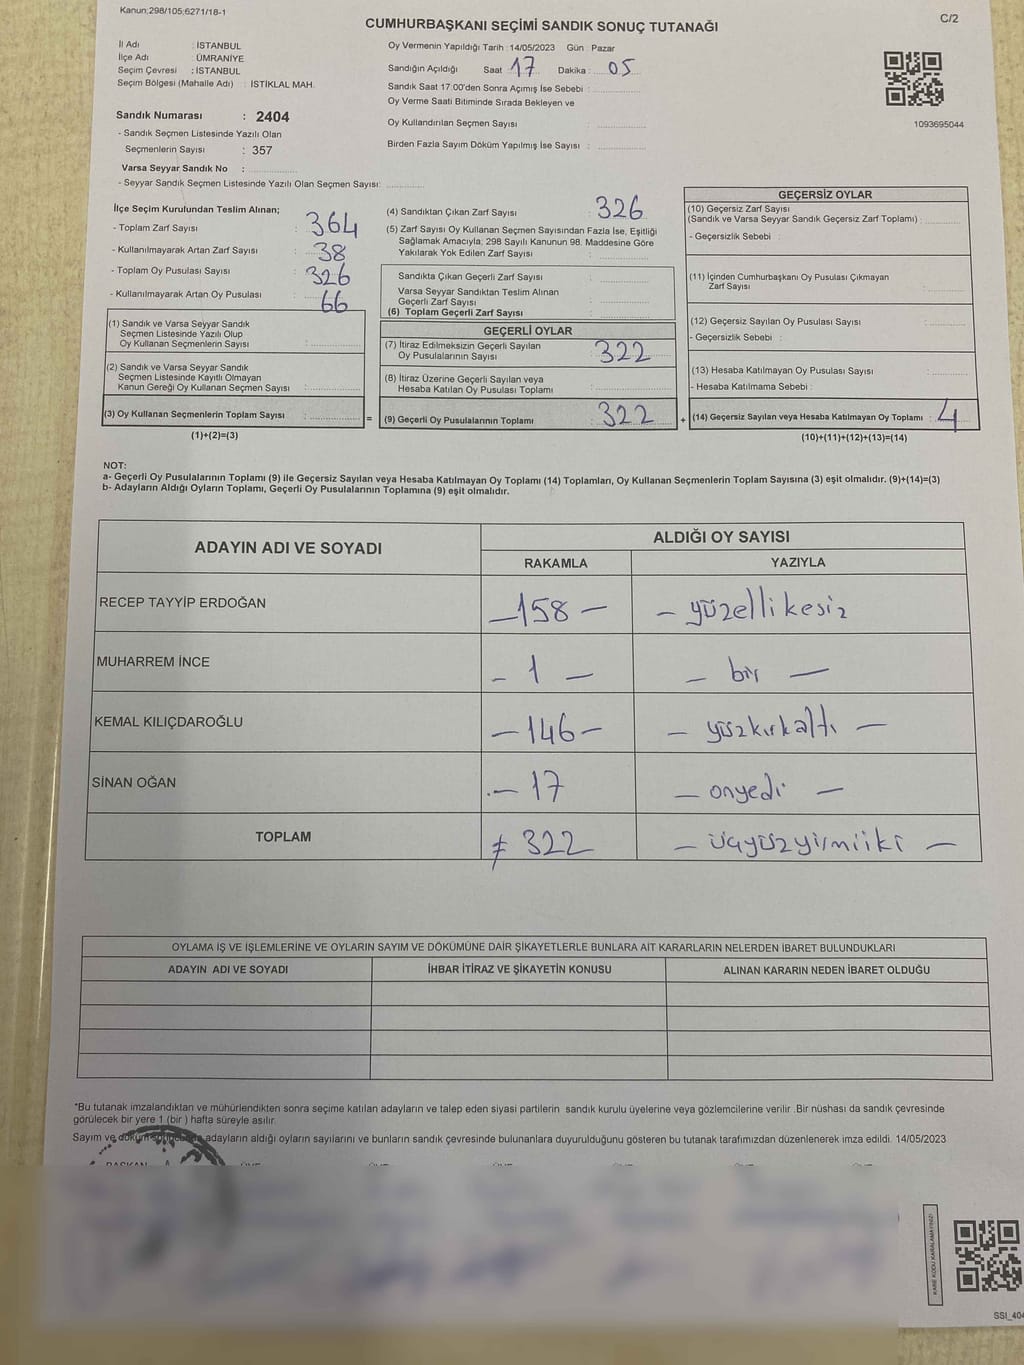 Kanun;298/105;6271/18-1
C/2
CUMHURBAŞKANI SEÇİMİ SANDIK SONUÇ TUTANAĞI
İl Adı : İSTANBUL
İlçe Adı : ÜMRANİYE
Seçim Çevresi : İSTANBUL
Seçim Bölgesi (Mahalle Adı) : İSTİKLAL MAH.
Oy Vermenin Yapıldığı Tarih : 14/05/2023 Gün : Pazar
Sandığın Açıldığı Saat : 17 Dakika : 05
Sandık Saat 17:00'den Sonra Açımış İse Sebebi :
Oy Verme Saati Bitiminde Sırada Bekleyen ve
Oy Kullandırılan Seçmen Sayısı :
Birden Fazla Sayım Döküm Yapılmış İse Sayısı :
1093695044
Sandık Numarası : 2404
- Sandık Seçmen Listesinde Yazılı Olan
Seçmenlerin Sayısı : 357
Varsa Seyyar Sandık No :
- Seyyar Sandık Seçmen Listesinde Yazılı Olan Seçmen Sayısı:
İlçe Seçim Kurulundan Teslim Alınan;
- Toplam Zarf Sayısı : 364
- Kullanılmayarak Artan Zarf Sayısı : 38
- Toplam Oy Pusulası Sayısı : 326
- Kullanılmayarak Artan Oy Pusulası : 66
(1) Sandık ve Varsa Seyyar Sandık
Seçmen Listesinde Yazılı Olup
Oy Kullanan Seçmenlerin Sayısı :
(2) Sandık ve Varsa Seyyar Sandık
Seçmen Listesinde Kayıtlı Olmayan
Kanun Gereği Oy Kullanan Seçmen Sayısı :
(3) Oy Kullanan Seçmenlerin Toplam Sayısı : =
(1)+(2)=(3)
(4) Sandıktan Çıkan Zarf Sayısı : 326
(5) Zarf Sayısı Oy Kullanan Seçmen Sayısından Fazla İse, Eşitliği
Sağlamak Amacıyla; 298 Sayılı Kanunun 98. Maddesine Göre
Yakılarak Yok Edilen Zarf Sayısı :
Sandıkta Çıkan Geçerli Zarf Sayısı :
Varsa Seyyar Sandıktan Teslim Alınan
Geçerli Zarf Sayısı :
(6) Toplam Geçerli Zarf Sayısı :
GEÇERLİ OYLAR
(7) İtiraz Edilmeksizin Geçerli Sayılan
Oy Pusulalarının Sayısı : 322
(8) İtiraz Üzerine Geçerli Sayılan veya
Hesaba Katılan Oy Pusulası Toplamı :
(9) Geçerli Oy Pusulalarının Toplamı : 322 +
GEÇERSİZ OYLAR
(10) Geçersiz Zarf Sayısı
(Sandık ve Varsa Seyyar Sandık Geçersiz Zarf Toplamı) :
- Geçersizlik Sebebi :
(11) İçinden Cumhurbaşkanı Oy Pusulası Çıkmayan
Zarf Sayısı :
(12) Geçersiz Sayılan Oy Pusulası Sayısı :
- Geçersizlik Sebebi :
(13) Hesaba Katılmayan Oy Pusulası Sayısı :
- Hesaba Katılmama Sebebi :
(14) Geçersiz Sayılan veya Hesaba Katılmayan Oy Toplamı : 4
(10)+(11)+(12)+(13)=(14)
NOT:
a- Geçerli Oy Pusulalarının Toplamı (9) ile Geçersiz Sayılan veya Hesaba Katılmayan Oy Toplamı (14) Toplamları, Oy Kullanan Seçmenlerin Toplam Sayısına (3) eşit olmalıdır. (9)+(14)=(3)
b- Adayların Aldığı Oyların Toplamı, Geçerli Oy Pusulalarının Toplamına (9) eşit olmalıdır.
ADAYIN ADI VE SOYADI ALDIĞI OY SAYISI
RAKAMLA YAZIYLA
RECEP TAYYİP ERDOĞAN - 158 - - yüzellikesiz
MUHARREM İNCE - 1 - - bir -
KEMAL KILIÇDAROĞLU - 146 - - yüzkırkaltı -
SİNAN OĞAN - 17 - onyedi -
TOPLAM 322 - üçyüzyirmiiki -
OYLAMA İŞ VE İŞLEMLERİNE VE OYLARIN SAYIM VE DÖKÜMÜNE DAİR ŞİKAYETLERLE BUNLARA AİT KARARLARIN NELERDEN İBARET BULUNDUKLARI
ADAYIN ADI VE SOYADI İHBAR İTİRAZ VE ŞİKAYETİN KONUSU ALINAN KARARIN NEDEN İBARET OLDUĞU
*Bu tutanak imzalandıktan ve mühürlendikten sonra seçime katılan adayların ve talep eden siyasi partilerin sandık kurulu üyelerine veya gözlemcilerine verilir .Bir nüshası da sandık çevresinde
görülecek bir yere 1 (bir ) hafta süreyle asılır.
Sayım ve döküm sonucunda adayların aldığı oyların sayılarını ve bunların sandık çevresinde bulunanlara duyurulduğunu gösteren bu tutanak tarafımızdan düzenlenerek imza edildi. 14/05/2023
KARE KODU KARALAMAYINIZ!
SSI_404